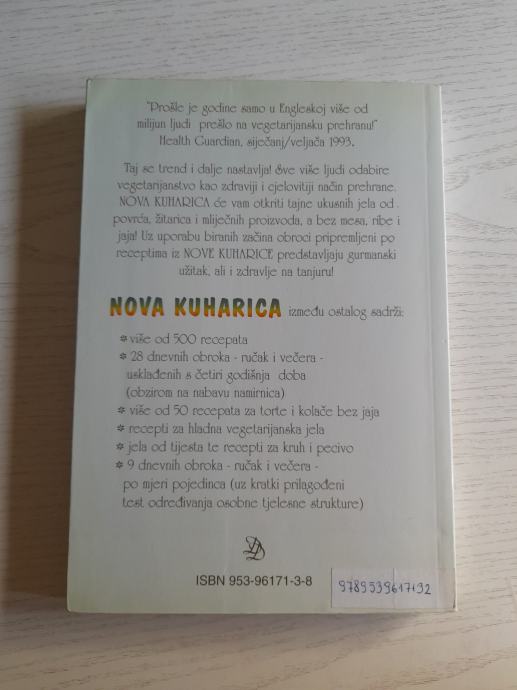 "Prošle je godine samo u Engleskoj više od
milijun ljudi prešlo na vegetarijansku prehranu!"
Health Guardian, siječanj/veljača 1993.
Taj se trend i dalje nastavlja! Sve više ljudi odabire
vegetarijanstvo kao zdraviji i cjelovitiji način prehrane.
NOVA KUHARICA će vam otkriti tajne ukusnih jela od
povrća, žitarica i mliječnih proizvoda, a bez mesa, ribe i
jaja! Uz uporabu biranih začina obroci pripremljeni po
receptima iz NOVE KUHARICE predstavljaju gurmanski
užitak, ali i zdravlje na tanjuru!
NOVA KUHARICA između ostalog sadrži:
* više od 500 recepata
* 28 dnevnih obroka - ručak i večera -
usklađenih s četiri godišnja doba
(obzirom na nabavu namirnica)
* više od 50 recepata za torte i kolače bez jaja
* recepti za hladna vegetarijanska jela
* jela od tijesta te recepti za kruh i pecivo
* 9 dnevnih obroka - ručak i večera -
po mjeri pojedinca (uz kratki prilagođeni
test određivanja osobne tjelesne strukture)
ISBN 953-96171-3-8
9789539617132